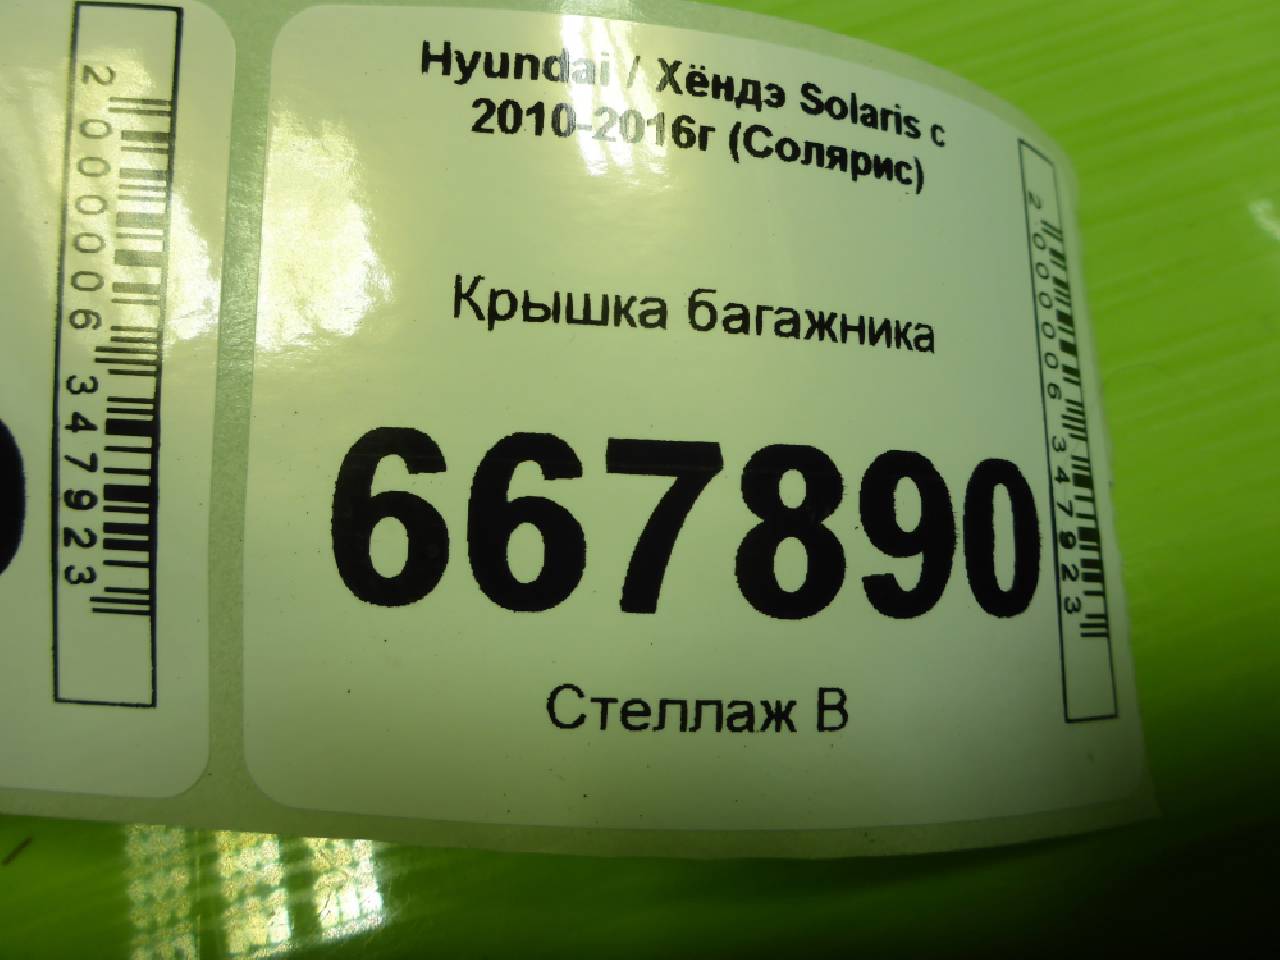 2000006347923
Hyundai / Хёндэ Solaris с
2010-2016г (Солярис)
Крышка багажника
667890
Стеллаж В
2000006347923